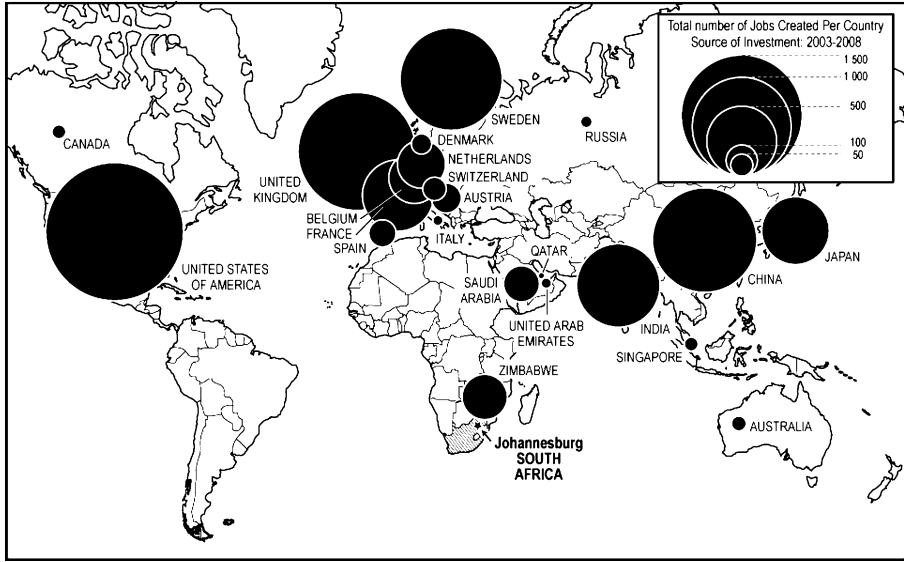 Total number of Jobs Created Per Country
Source of Investment: 2003-2008
1 500
1 000
500
100
50
CANADA
SWEDEN
RUSSIA
DENMARK
NETHERLANDS
SWITZERLAND
UNITED
KINGDOM
AUSTRIA
BELGIUM
FRANCE
SPAIN
ITALY
QATAR
JAPAN
UNITED STATES
OF AMERICA
SAUDI
ARABIA
CHINA
UNITED ARAB
EMIRATES
INDIA
SINGAPORE
ZIMBABWE
AUSTRALIA
Johannesburg
SOUTH
AFRICA